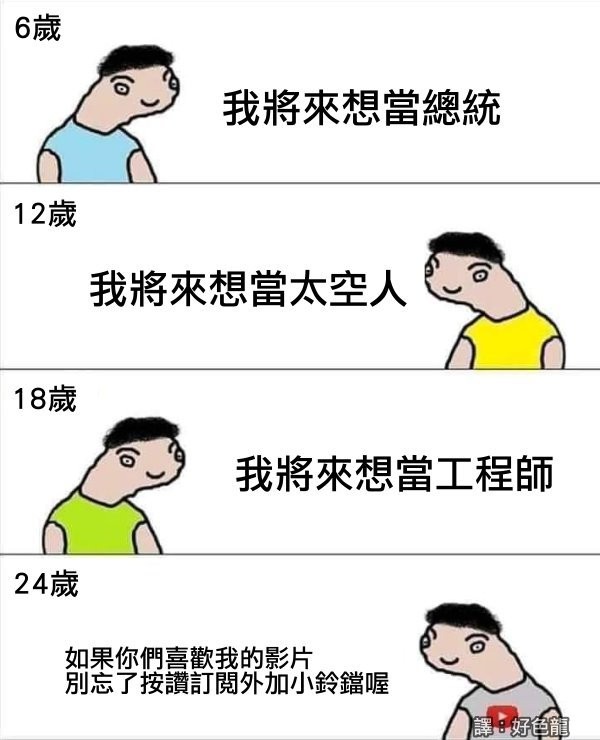 6歲
我將來想當總統
12歲
我將來想當太空人
18歲
我將來想當工程師
24歲
如果你們喜歡我的影片
別忘了按讚訂閱外加小鈴鐺喔
譯：好色龍